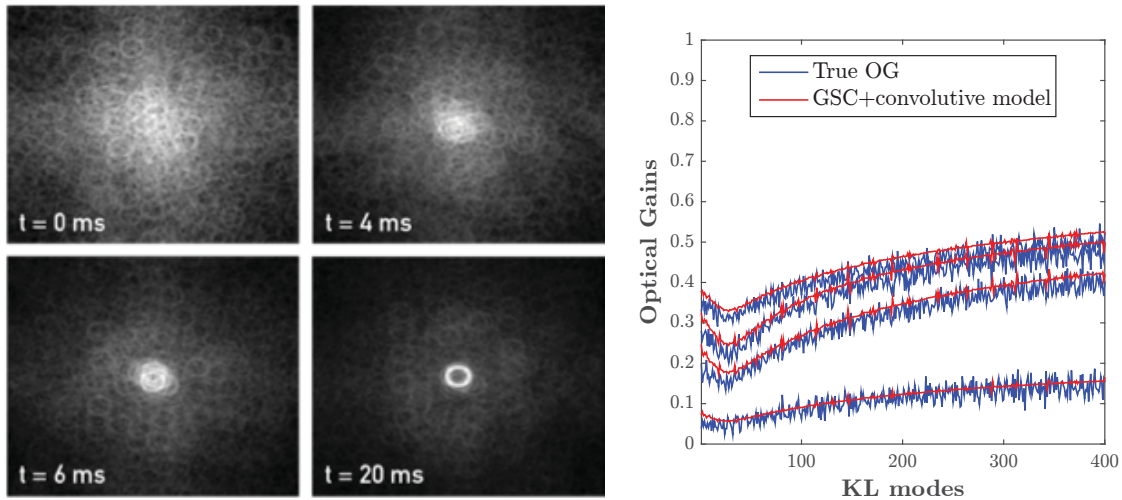 t = 0 ms
t = 4 ms
t = 6 ms
t = 20 ms
1
0.9
0.8
0.7
0.6
0.5
0.4
0.3
0.2
0.1
0
Optical Gains
True OG
GSC+convolutive model
100
200
300
400
KL modes